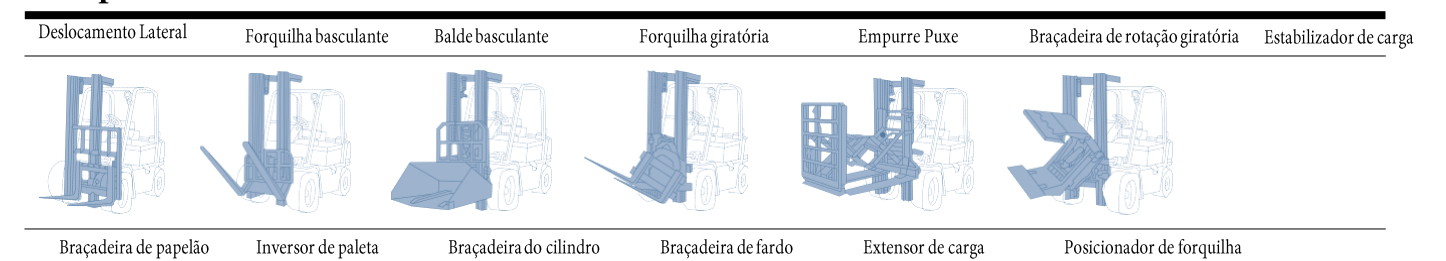 Deslocamento Lateral
Forquilha basculante
Balde basculante
Forquilha giratória
Empurre Puxe
Braçadeira de rotação giratória
Estabilizador de carga
Braçadeira de papelão
Inversor de paleta
Braçadeira do cilindro
Braçadeira de fardo
Extensor de carga
Posicionador de forquilha